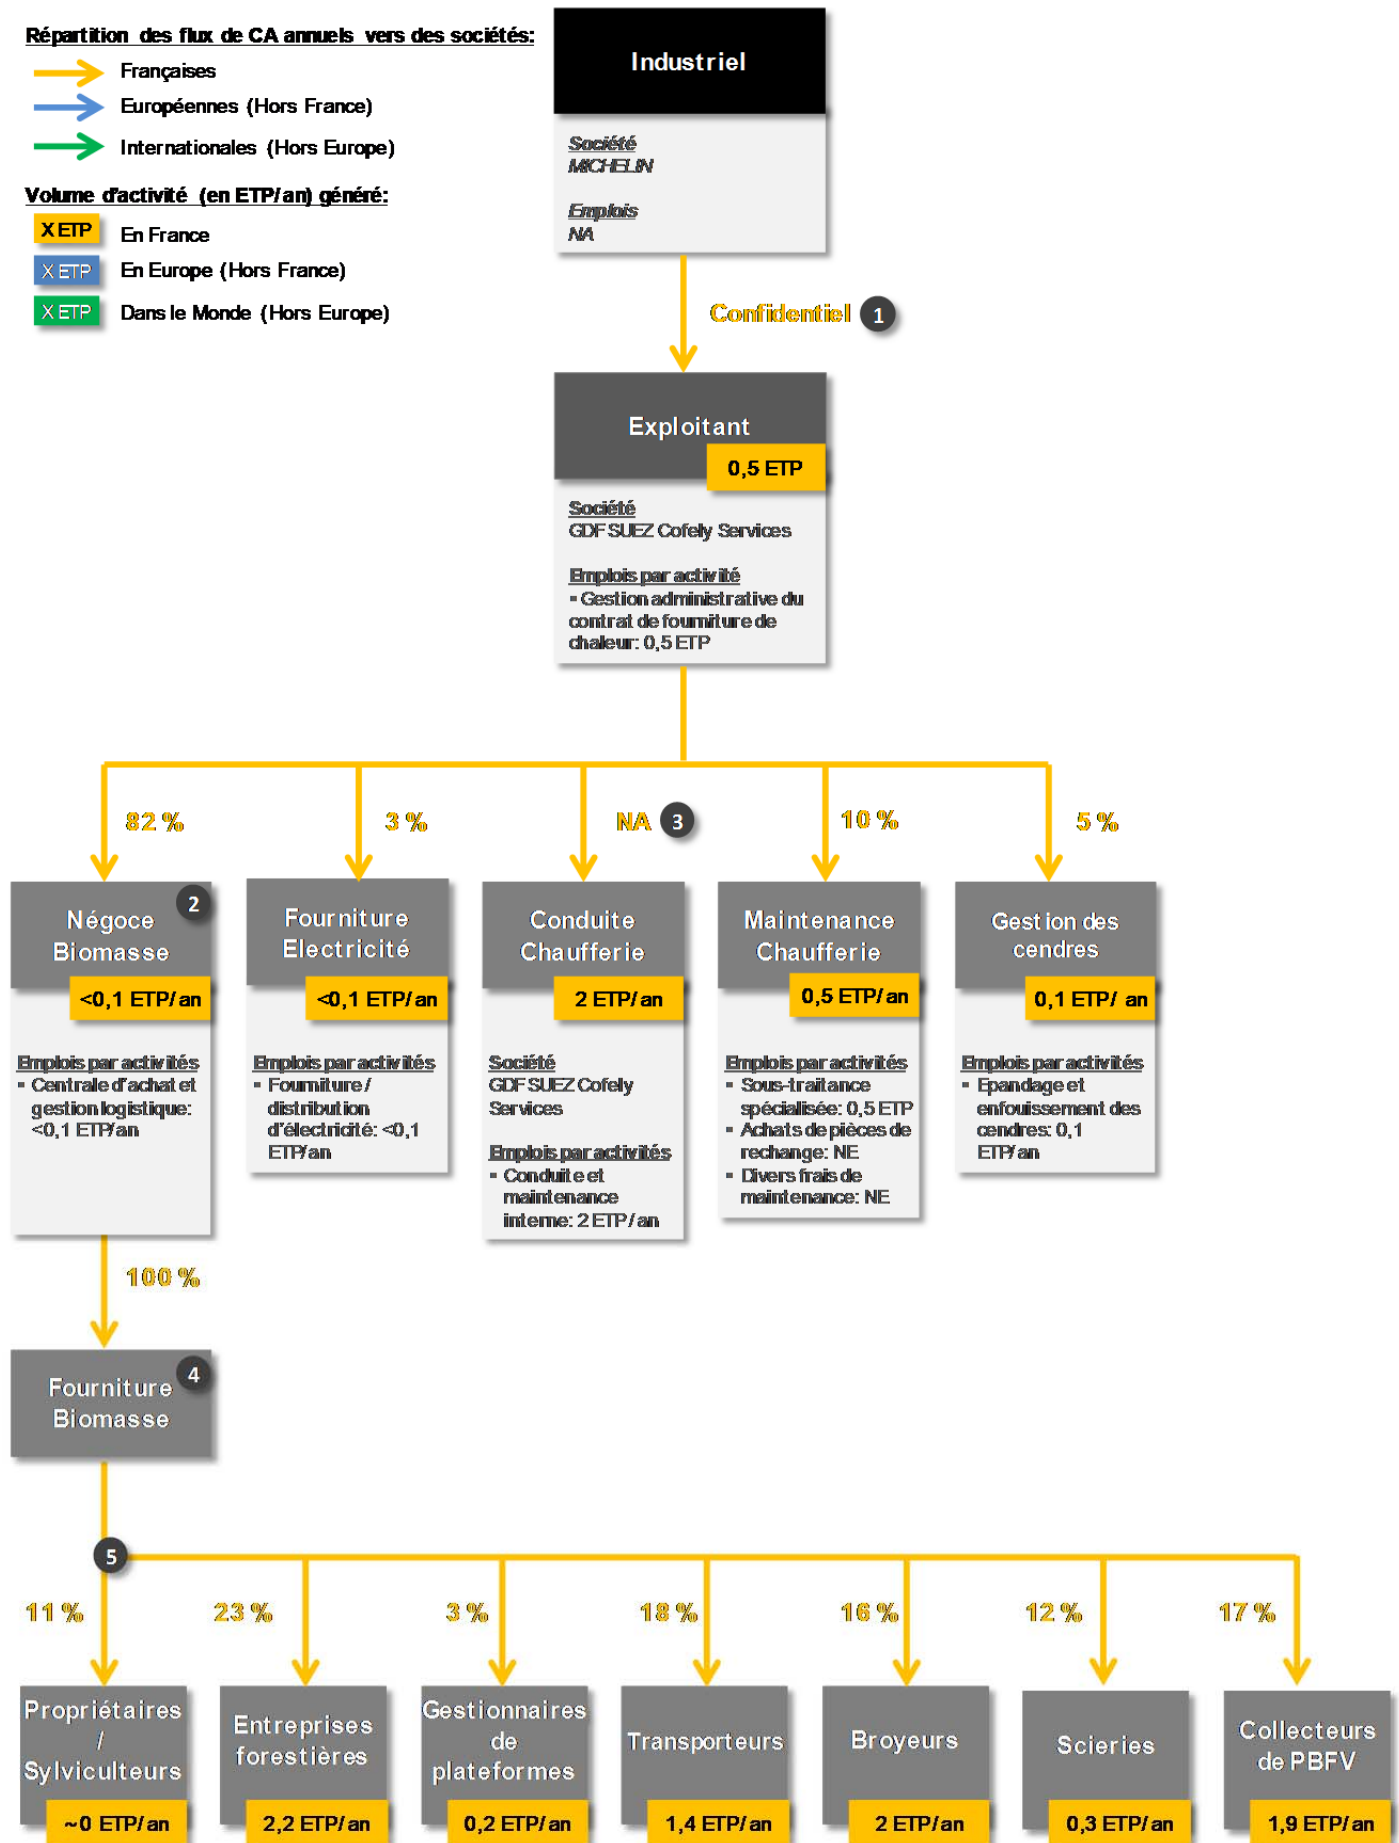 Répartition des flux de CA annuels vers des sociétés:
Françaises
Européennes (Hors France)
Internationales (Hors Europe)
Volume d'activité (en ETP/an) généré:
X ETP
En France
X ETP
En Europe (Hors France)
X ETP
Dans le Monde (Hors Europe)
Industriel
Société
MICHELIN
Emplois
NA
Confidentiel
1
Exploitant
0,5 ETP
Société
GDF SUEZ Cofely Services
Emplois par activité
▪ Gestion administrative du
contrat de fourniture de
chaleur: 0,5 ETP
82 %
3 %
NA
3
10 %
5 %
Négoce
Biomasse
2
<0,1 ETP/an
Emplois par activités
▪ Centrale d'achat et
gestion logistique:
<0,1 ETP/an
Fourniture
Electricité
<0,1 ETP/an
Emplois par activités
▪ Fourniture /
distribution
d'électricité: <0,1
ETP/an
Conduite
Chaufferie
2 ETP/an
Société
GDF SUEZ Cofely
Services
Emplois par activités
▪ Conduite et
maintenance
interne: 2 ETP/an
Maintenance
Chaufferie
0,5 ETP/an
Emplois par activités
▪ Sous-traitance
spécialisée: 0,5 ETP
▪ Achats de pièces de
rechange: NE
▪ Divers frais de
maintenance: NE
Gestion des
cendres
0,1 ETP/ an
Emplois par activités
▪ Epandage et
enfouissement des
cendres: 0,1
ETP/an
100 %
Fourniture
Biomasse
4
5
11 %
23 %
3 %
18 %
16 %
12 %
17 %
Propriétaires
/
Sylviculteurs
~0 ETP/an
Entreprises
forestières
2,2 ETP/an
Gestionnaires
de
plateformes
0,2 ETP/an
Transporteurs
1,4 ETP/an
Broyeurs
2 ETP/an
Scieries
0,3 ETP/an
Collecteurs
de PBFV
1,9 ETP/an